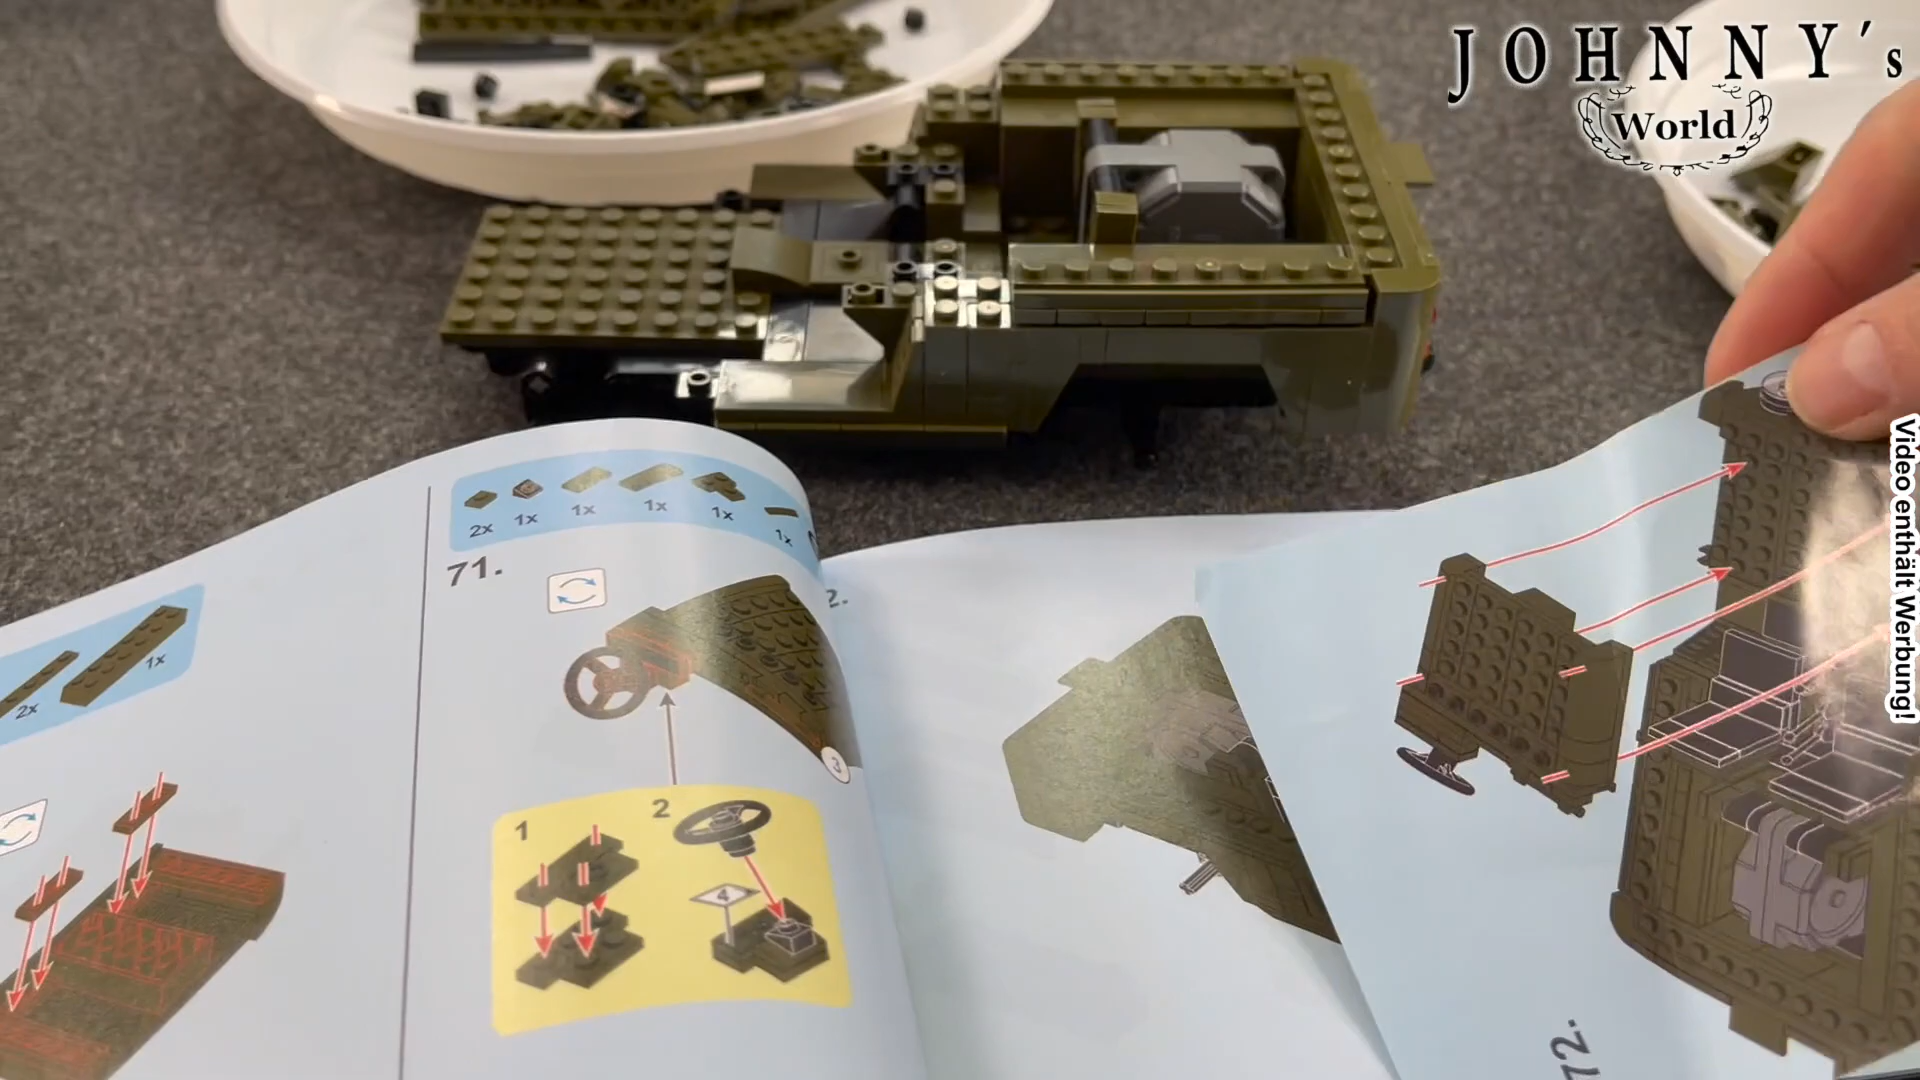 JOHNNY´s
World
Video enthält Werbung!
2x 1x 1x 1x 1x 1x
71.
2.
1x
2x
3
1
2
4
72.